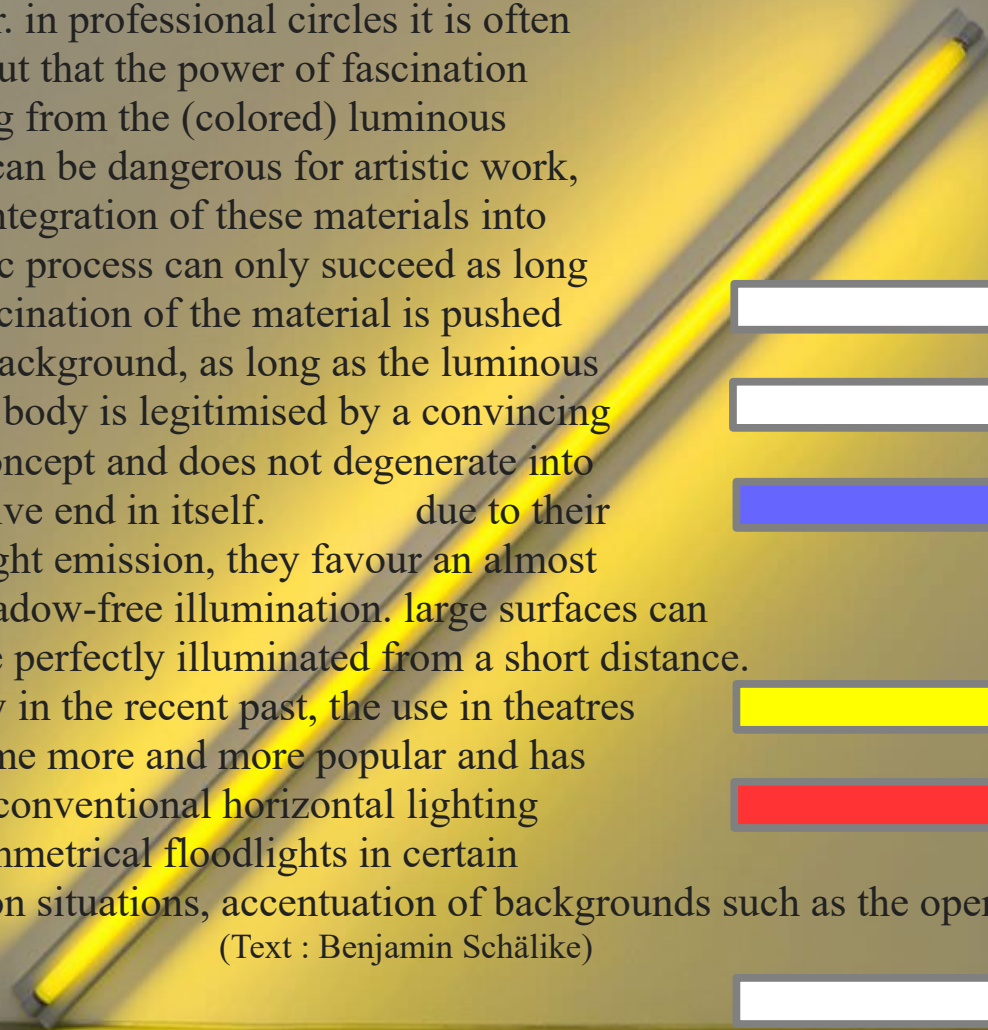 r. in professional circles it is often
ut that the power of fascination
g from the (colored) luminous
can be dangerous for artistic work,
ntegration of these materials into
c process can only succeed as long
cination of the material is pushed
ackground, as long as the luminous
body is legitimised by a convincing
oncept and does not degenerate into
ive end in itself. due to their
ght emission, they favour an almost
adow-free illumination. large surfaces can
e perfectly illuminated from a short distance.
y in the recent past, the use in theatres
me more and more popular and has
conventional horizontal lighting
mmetrical floodlights in certain
on situations, accentuation of backgrounds such as the oper
(Text : Benjamin Schälike)